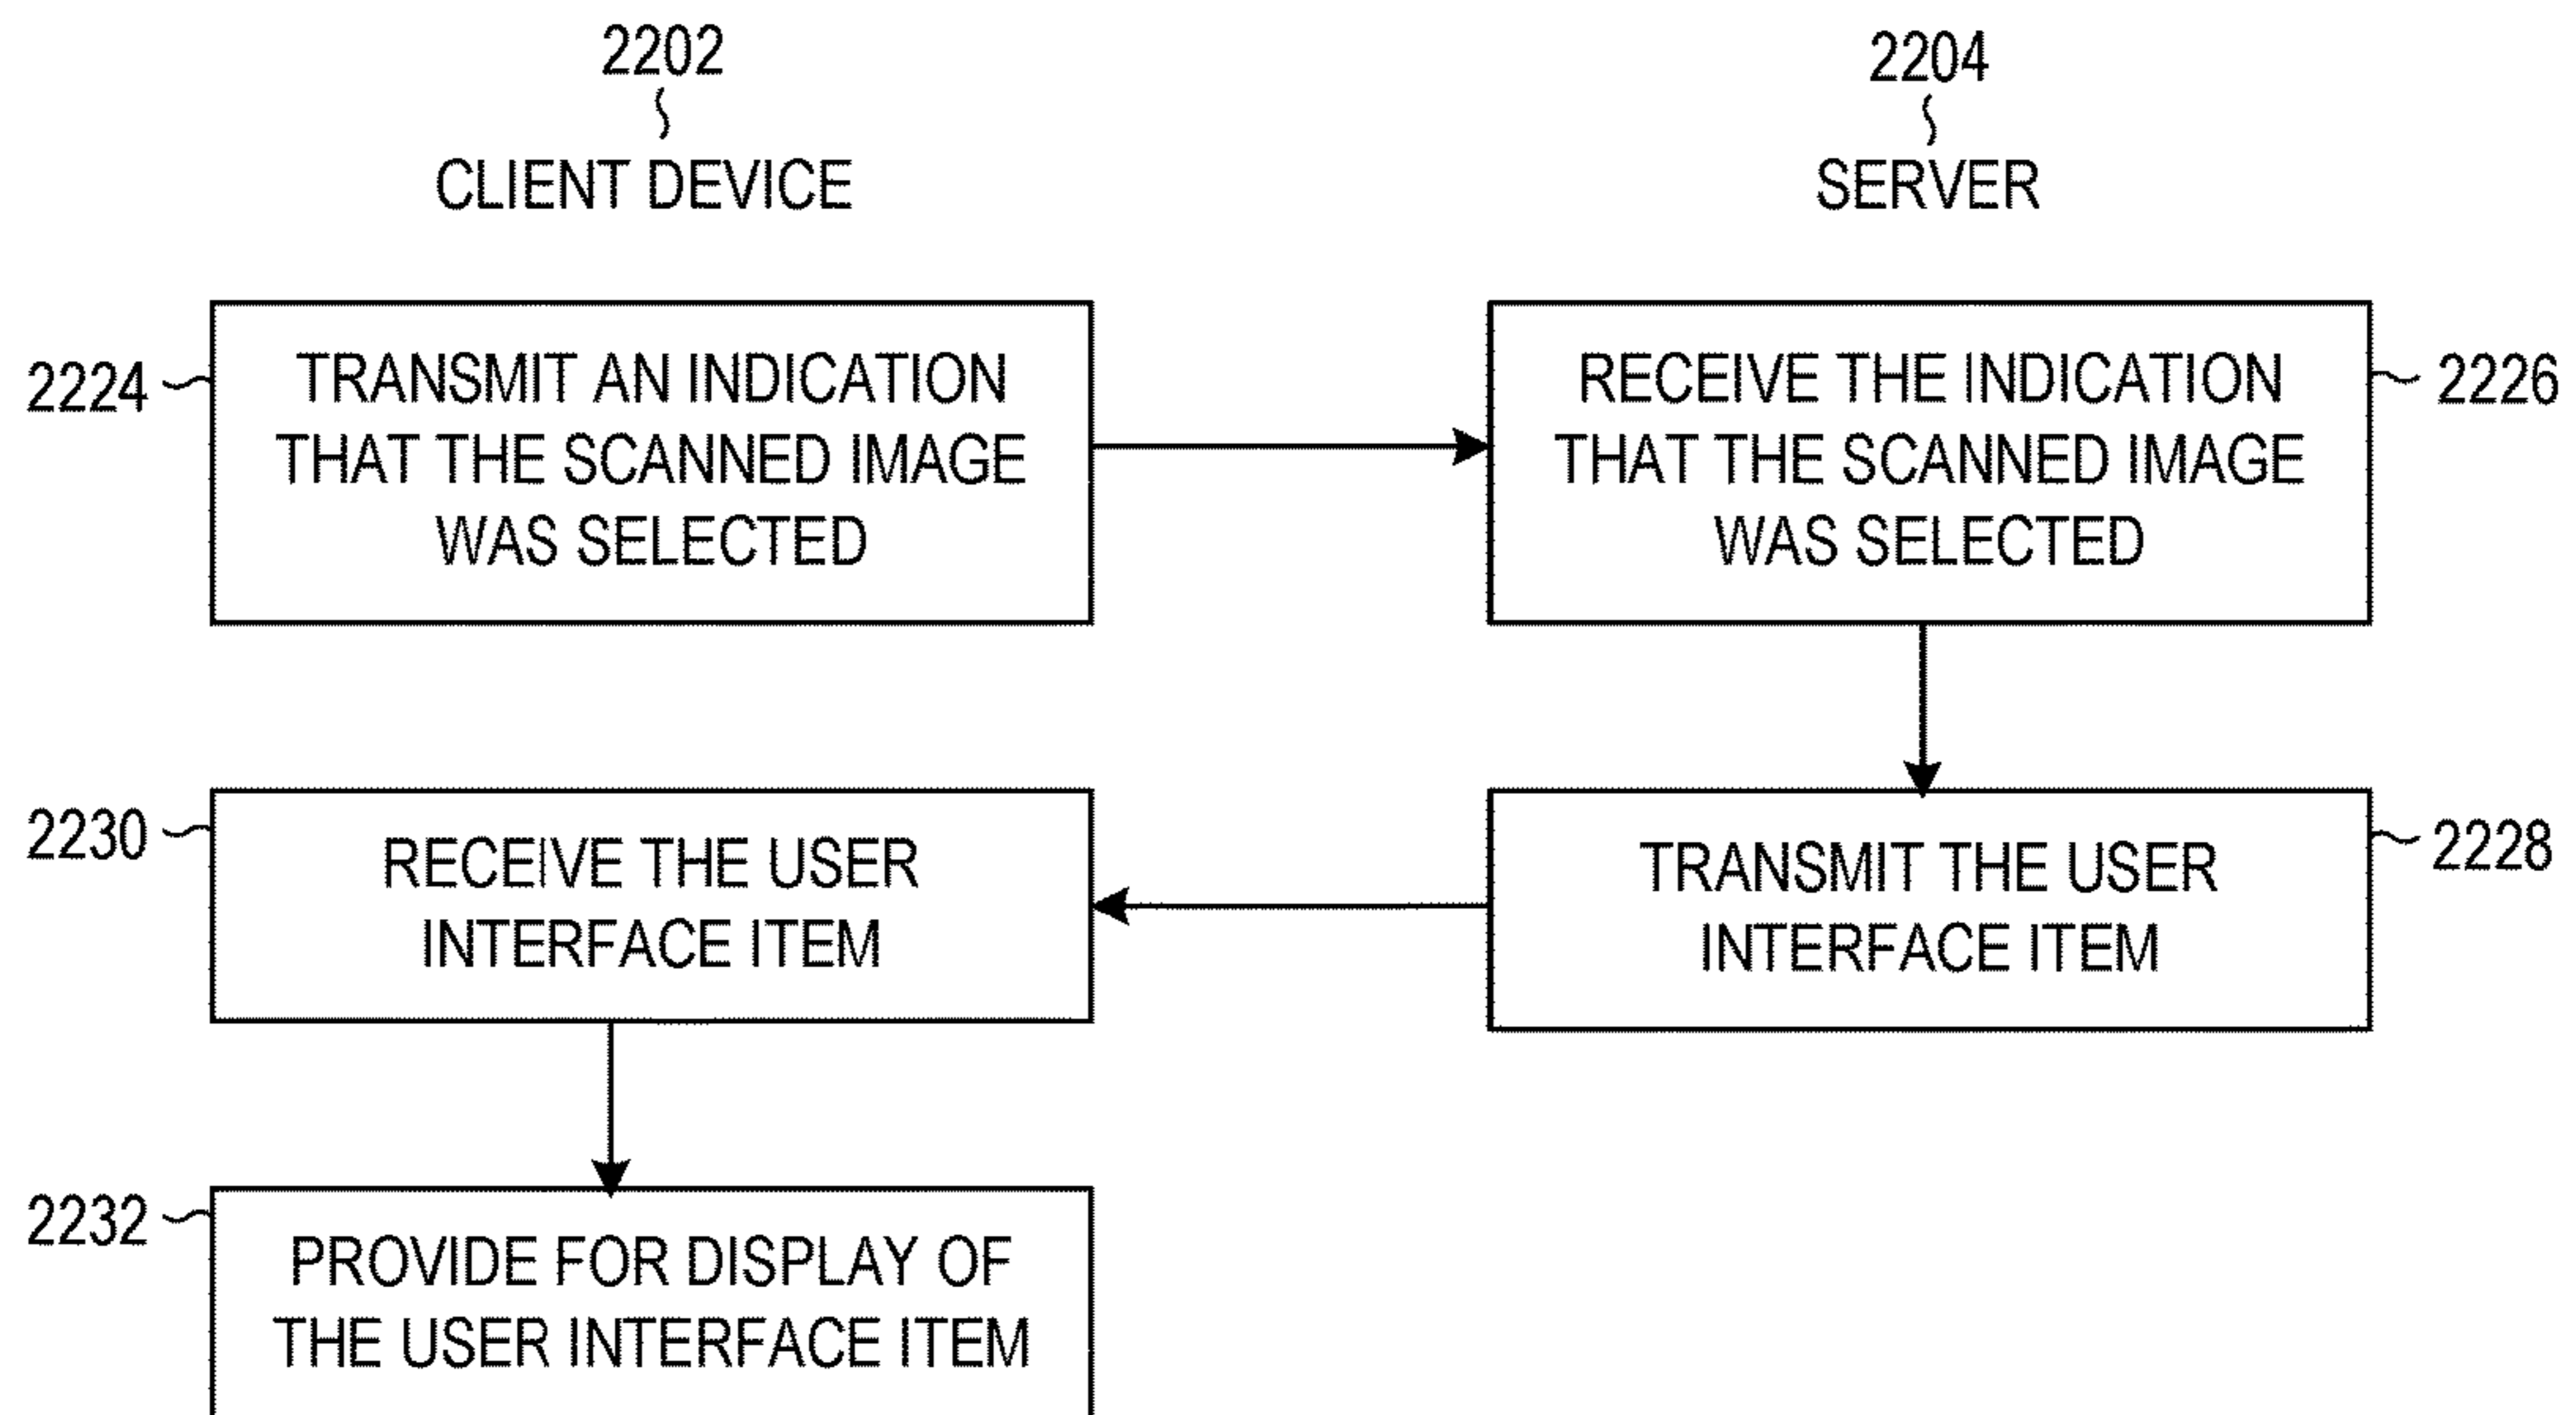 2202
2204
CLIENT DEVICE
SERVER
2224
TRANSMIT AN INDICATION
THAT THE SCANNED IMAGE
WAS SELECTED
RECEIVE THE INDICATION
THAT THE SCANNED IMAGE
WAS SELECTED
2226
2230
RECEIVE THE USER
INTERFACE ITEM
TRANSMIT THE USER
INTERFACE ITEM
2228
2232
PROVIDE FOR DISPLAY OF
THE USER INTERFACE ITEM